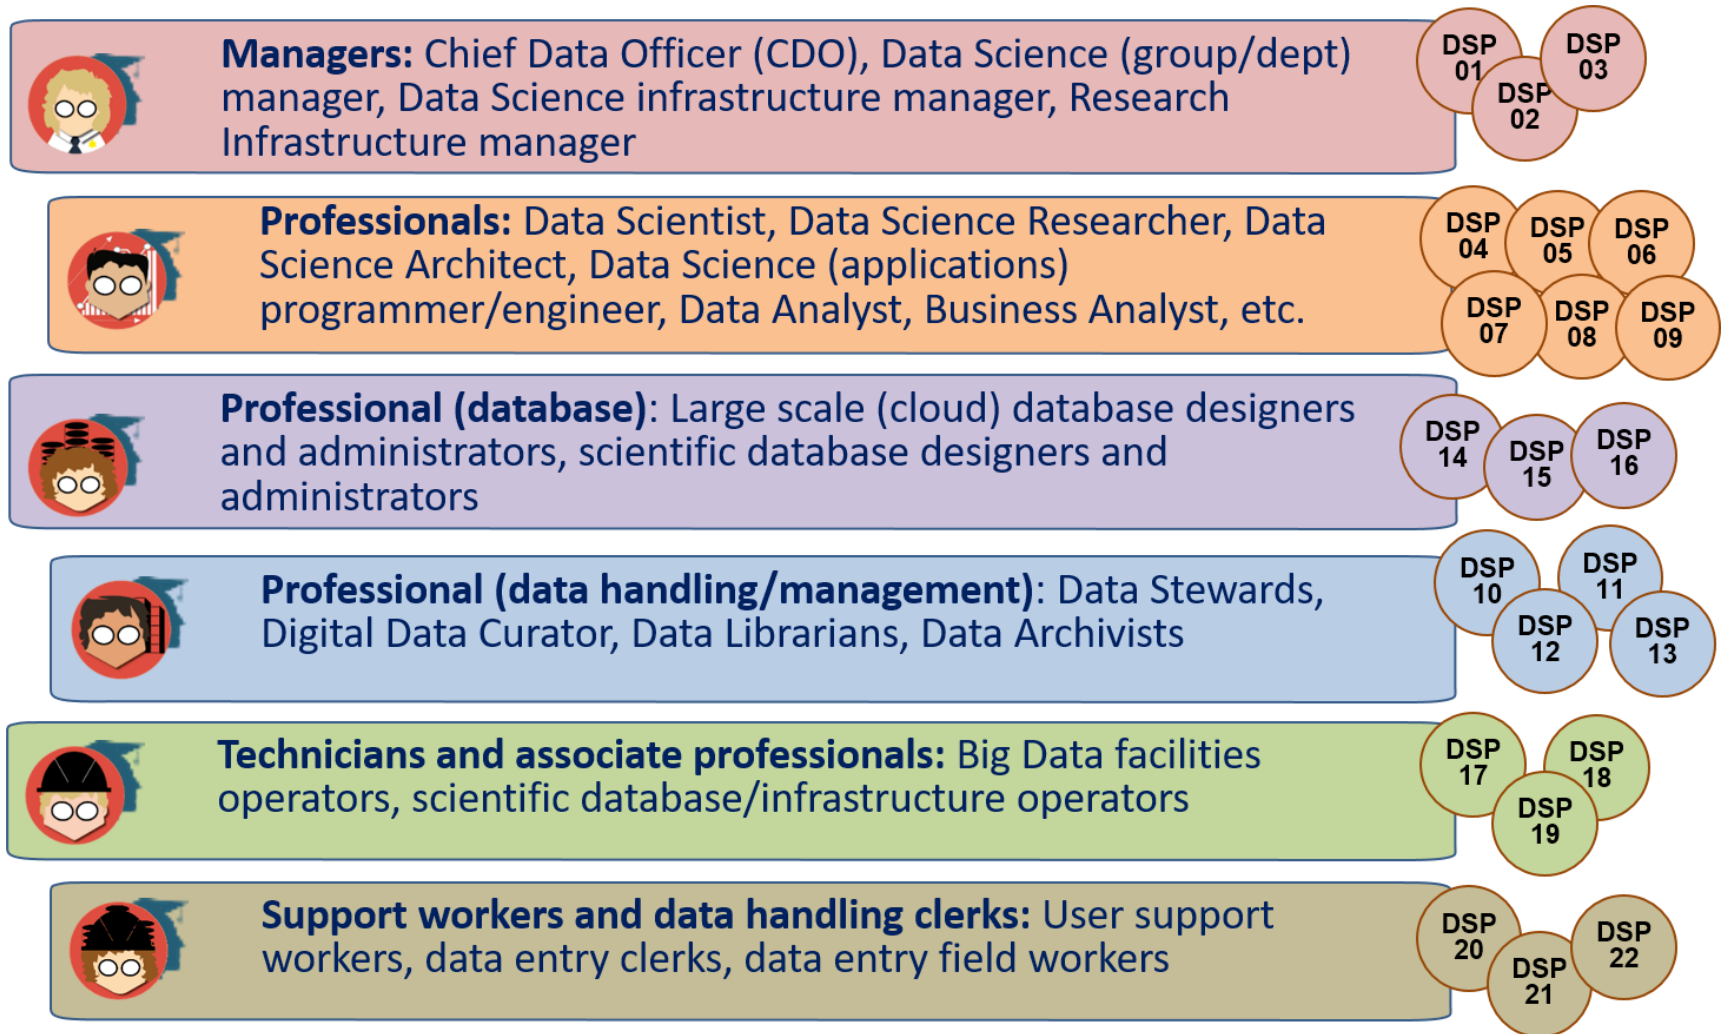 Managers: Chief Data Officer (CDO), Data Science (group/dept)
manager, Data Science infrastructure manager, Research
Infrastructure manager
DSP
01
DSP
02
DSP
03
Professionals: Data Scientist, Data Science Researcher, Data
Science Architect, Data Science (applications)
programmer/engineer, Data Analyst, Business Analyst, etc.
DSP
04
DSP
05
DSP
06
DSP
07
DSP
08
DSP
09
Professional (database): Large scale (cloud) database designers
and administrators, scientific database designers and
administrators
DSP
14
DSP
15
DSP
16
Professional (data handling/management): Data Stewards,
Digital Data Curator, Data Librarians, Data Archivists
DSP
10
DSP
11
DSP
12
DSP
13
Technicians and associate professionals: Big Data facilities
operators, scientific database/infrastructure operators
DSP
17
DSP
18
DSP
19
Support workers and data handling clerks: User support
workers, data entry clerks, data entry field workers
DSP
20
DSP
21
DSP
22